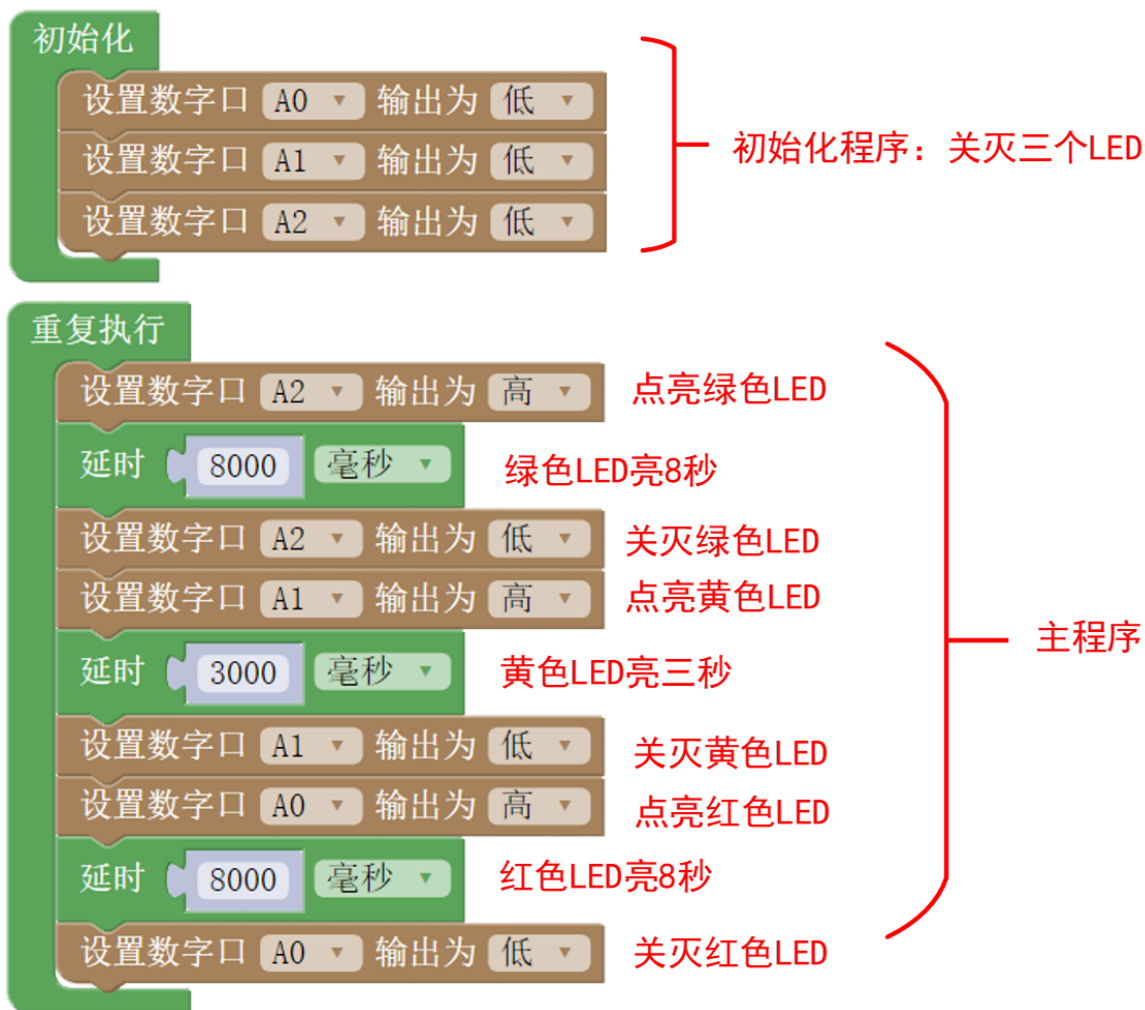 初始化
设置数字口 A0 输出为 低
设置数字口 A1 输出为 低
初始化程序：关灭三个LED
设置数字口 A2 输出为 低
重复执行
设置数字口 A2 输出为 高 点亮绿色LED
延时 8000 毫秒 绿色LED亮8秒
设置数字口 A2 输出为 低 关灭绿色LED
设置数字口 A1 输出为 高 点亮黄色LED
主程序
延时 3000 毫秒 黄色LED亮三秒
设置数字口 A1 输出为 低 关灭黄色LED
设置数字口 A0 输出为 高 点亮红色LED
延时 8000 毫秒 红色LED亮8秒
设置数字口 A0 输出为 低 关灭红色LED